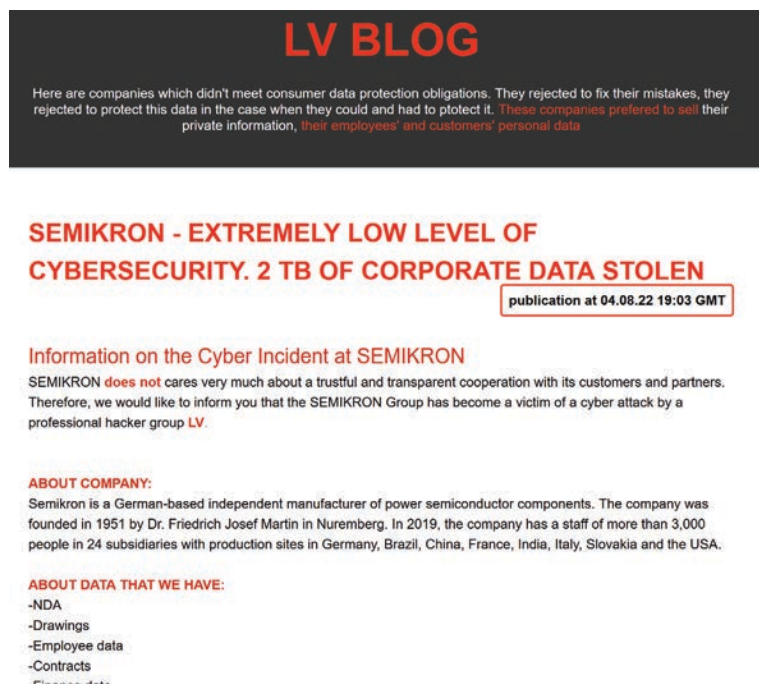 LV BLOG
Here are companies which didn't meet consumer data protection obligations. They rejected to fix their mistakes, they
rejected to protect this data in the case when they could and had to ptotect it. These companies prefered to sell their
private information, their employees' and customers' personal data
SEMIKRON - EXTREMELY LOW LEVEL OF
CYBERSECURITY. 2 TB OF CORPORATE DATA STOLEN
publication at 04.08.22 19:03 GMT
Information on the Cyber Incident at SEMIKRON
SEMIKRON does not cares very much about a trustful and transparent cooperation with its customers and partners.
Therefore, we would like to inform you that the SEMIKRON Group has become a victim of a cyber attack by a
professional hacker group LV.
ABOUT COMPANY:
Semikron is a German-based independent manufacturer of power semiconductor components. The company was
founded in 1951 by Dr. Friedrich Josef Martin in Nuremberg. In 2019, the company has a staff of more than 3,000
people in 24 subsidiaries with production sites in Germany, Brazil, China, France, India, Italy, Slovakia and the USA.
ABOUT DATA THAT WE HAVE:
-NDA
-Drawings
-Employee data
-Contracts